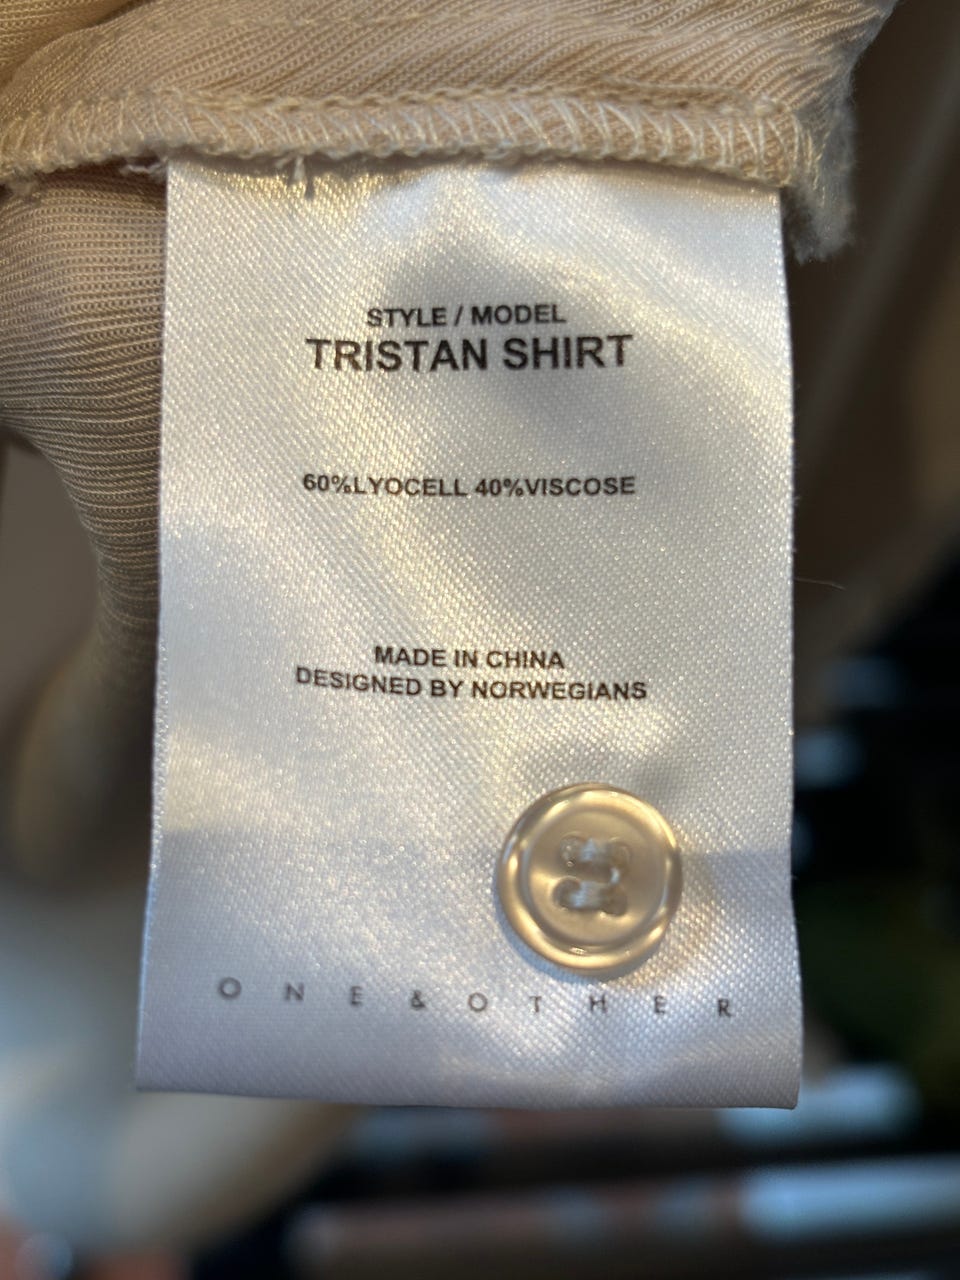 STYLE / MODEL
TRISTAN SHIRT
60%LYOCELL 40%VISCOSE
MADE IN CHINA
DESIGNED BY NORWEGIANS
ONE & OTHER